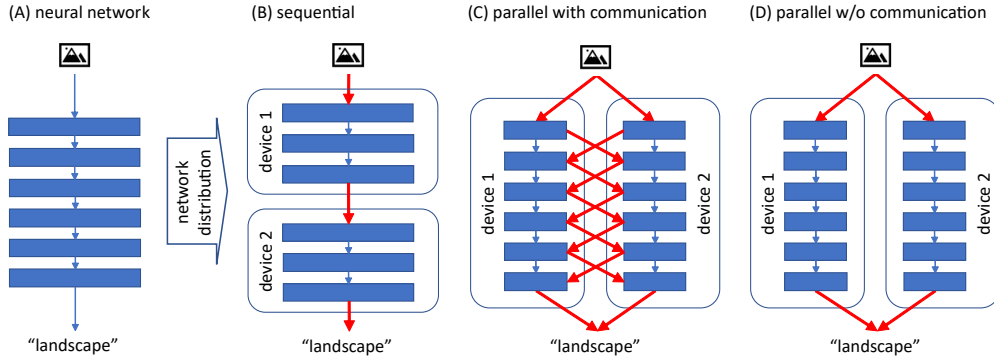 (A) neural network
(B) sequential
(C) parallel with communication
(D) parallel w/o communication
network
distribution
device 1
device 2
device 1
device 2
device 1
device 2
“landscape”
“landscape”
“landscape”
“landscape”